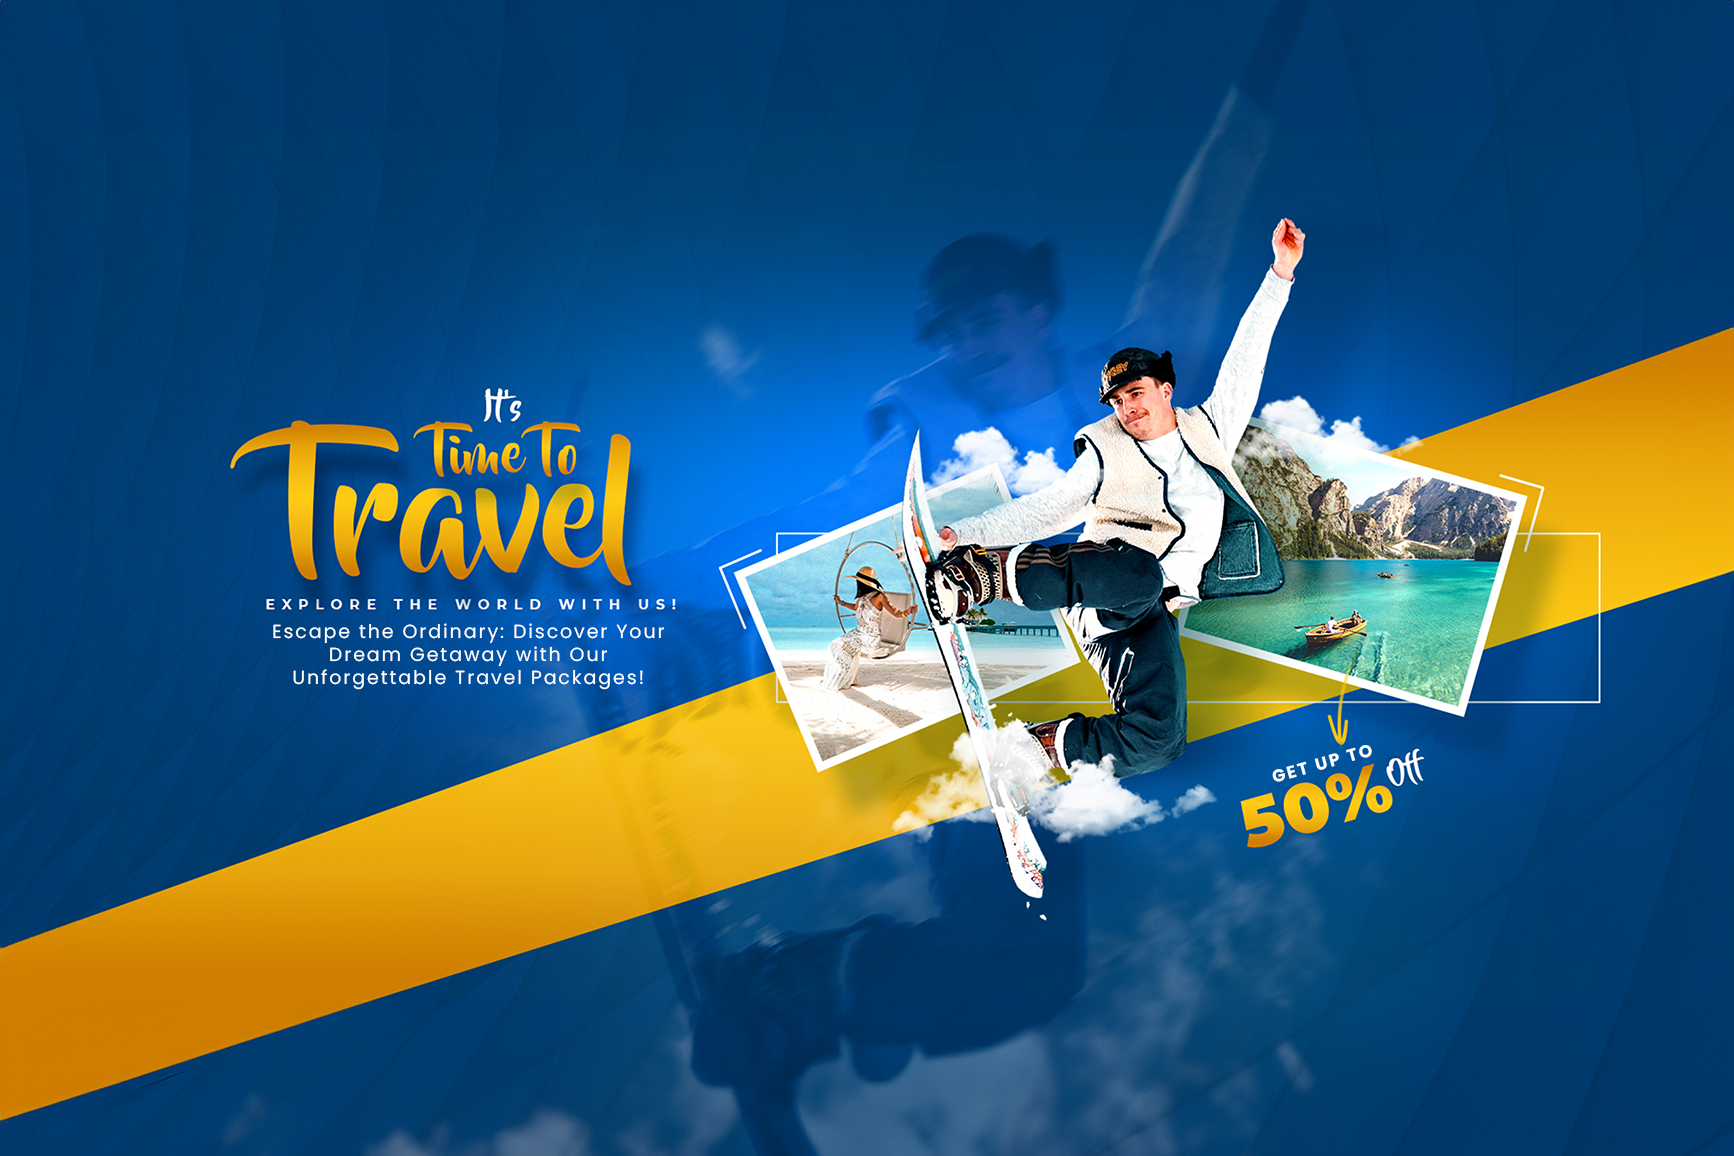 It's
Time To
Travel
EXPLORE THE WORLD WITH US!
Escape the Ordinary: Discover Your
Dream Getaway with Our
Unforgettable Travel Packages!
GET UP TO
50% Off